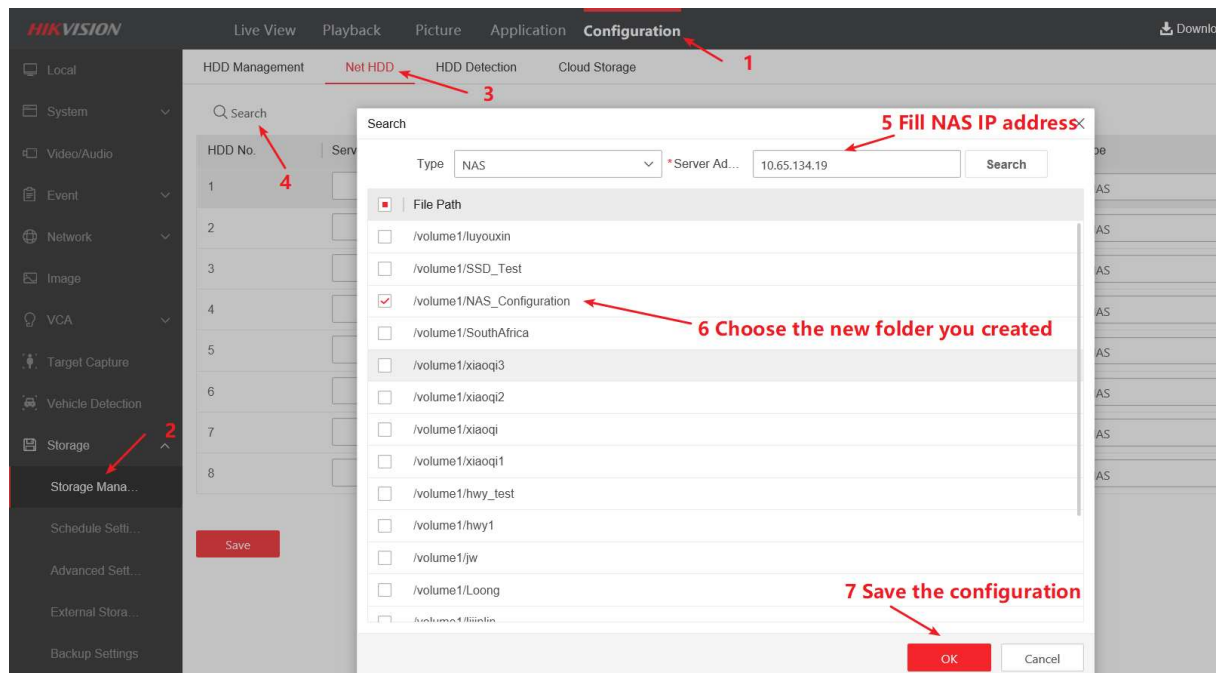 HIKVISION
Live View Playback Picture Application Configuration
Downlo
1
Local
System
Video/Audio
Event
Network
Image
VCA
Target Capture
Vehicle Detection
Storage
2
Storage Mana...
Schedule Setti...
Advanced Sett...
External Stora...
Backup Settings
HDD Management Net HDD HDD Detection Cloud Storage
3
Search
4
HDD No. Serv
1
2
3
4
5
6
7
8
Save
Search
5 Fill NAS IP address
Type NAS *Server Ad... 10.65.134.19 Search
File Path
/volume1/luyouxin
/volume1/SSD_Test
/volume1/NAS_Configuration
6 Choose the new folder you created
/volume1/SouthAfrica
/volume1/xiaoqi3
/volume1/xiaoqi2
/volume1/xiaoqi
/volume1/xiaoqi1
/volume1/hwy_test
/volume1/hwy1
/volume1/jw
/volume1/Loong
7 Save the configuration
OK Cancel
pe
AS
AS
AS
AS
AS
AS
AS
AS